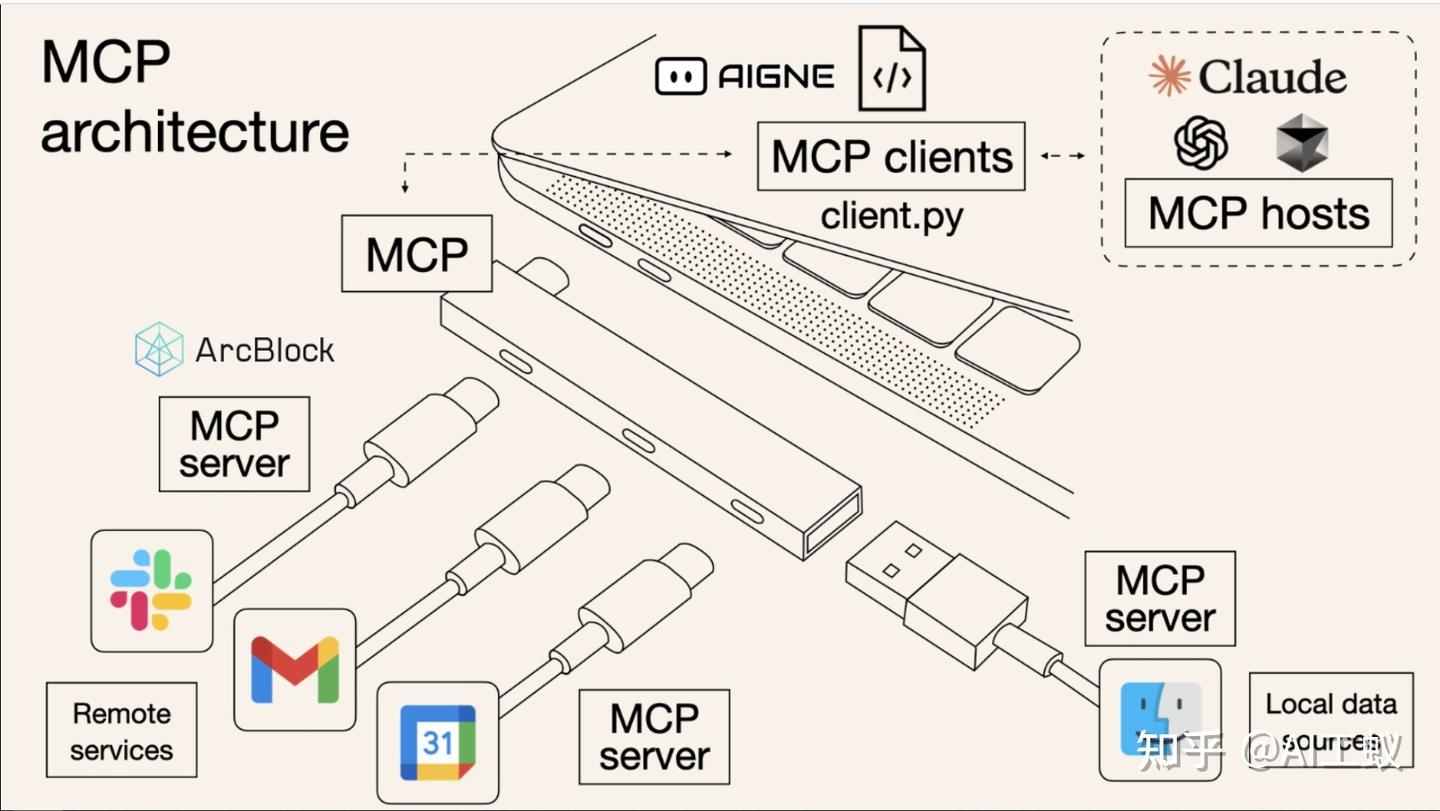 MCP
architecture
AIGNE
</>
MCP clients
client.py
Claude
MCP hosts
MCP
ArcBlock
MCP
server
Remote
services
31
MCP
server
MCP
server
Local data
sources
知乎 @AI工蚁